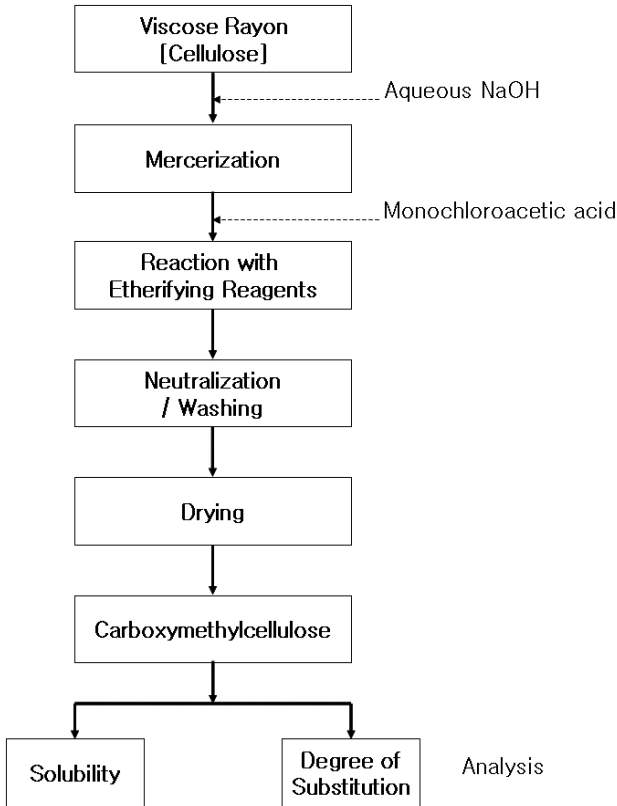 Viscose Rayon
[Cellulose]
Aqueous NaOH
Mercerization
Monochloroacetic acid
Reaction with
Etherifying Reagents
Neutralization
/ Washing
Drying
Carboxymethylcellulose
Solubility
Degree of
Substitution
Analysis